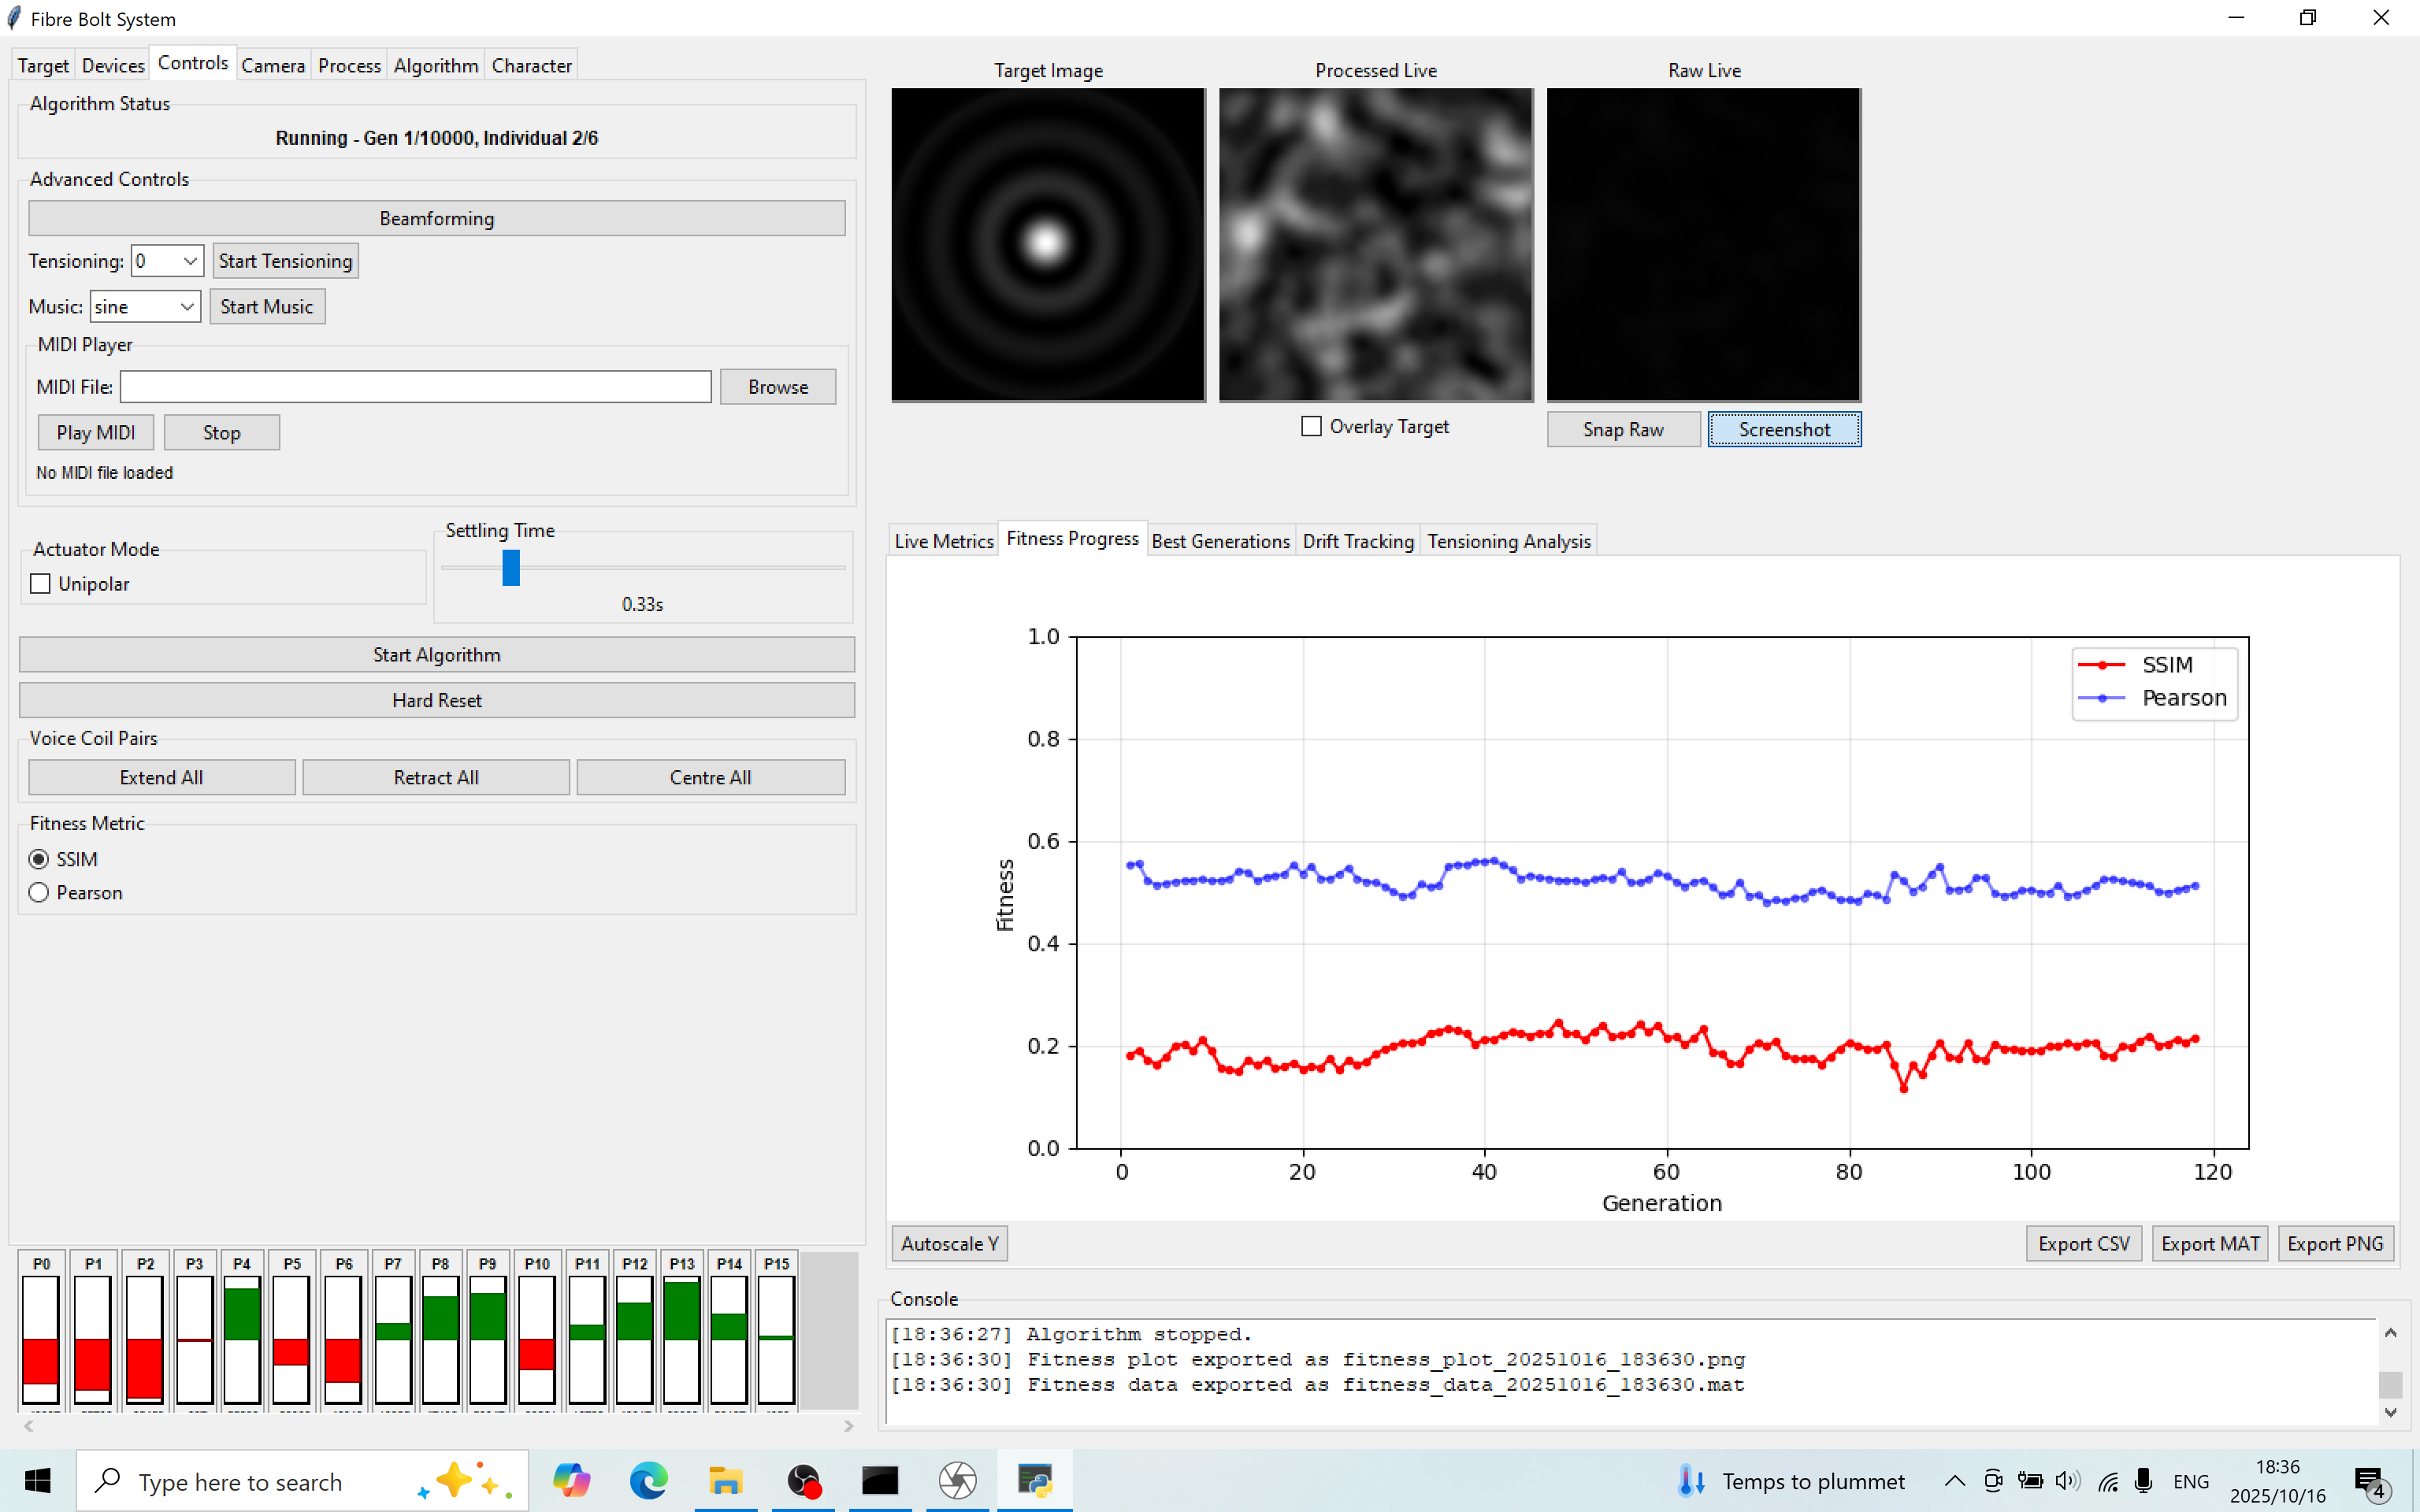 Fibre Bolt System
Target Devices Controls Camera Process Algorithm Character
Algorithm Status
Running - Gen 1/10000, Individual 2/6
Advanced Controls
Beamforming
Tensioning: 0 Start Tensioning
Music: sine Start Music
MIDI Player
MIDI File: Browse
Play MIDI Stop
No MIDI file loaded
Actuator Mode
Unipolar
Settling Time
0.33s
Start Algorithm
Hard Reset
Voice Coil Pairs
Extend All Retract All Centre All
Fitness Metric
SSIM
Pearson
P0 P1 P2 P3 P4 P5 P6 P7 P8 P9 P10 P11 P12 P13 P14 P15
Target Image Processed Live Raw Live
Overlay Target Snap Raw Screenshot
Live Metrics Fitness Progress Best Generations Drift Tracking Tensioning Analysis
SSIM
Pearson
1.0
0.8
0.6
0.4
0.2
0.0
Fitness
0 20 40 60 80 100 120
Generation
Autoscale Y Export CSV Export MAT Export PNG
Console
[18:36:27] Algorithm stopped.
[18:36:30] Fitness plot exported as fitness_plot_20251016_183630.png
[18:36:30] Fitness data exported as fitness_data_20251016_183630.mat
Type here to search
Temps to plummet
ENG
18:36
2025/10/16
4